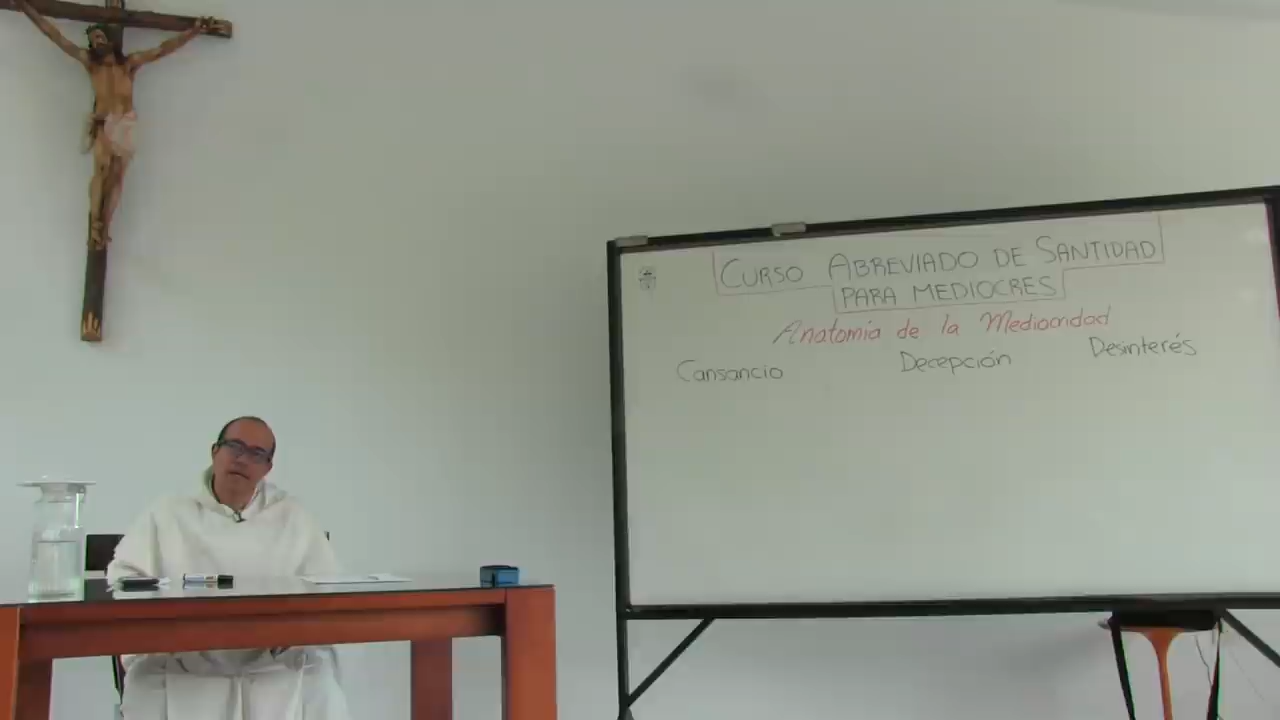 CURSO ABREVIADO DE SANTIDAD
PARA MEDIOCRES
Anatomía de la Mediocridad
Cansancio Decepción Desinterés